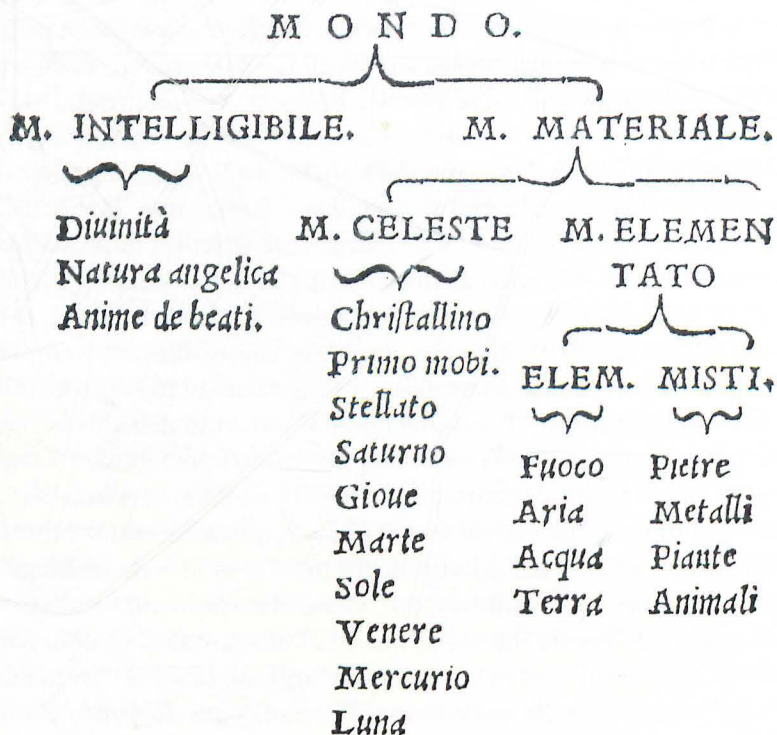 M O N D O.
M. INTELLIGIBILE.
M. MATERIALE.
Diuinità
Natura angelica
Anime de beati.
M. CELESTE
Chriſtallino
Primo mobi.
Stellato
Saturno
Gioue
Marte
Sole
Venere
Mercurio
Luna
M. ELEMEN
TATO
ELEM.
Fuoco
Aria
Acqua
Terra
MISTI.
Pietre
Metalli
Piante
Animali